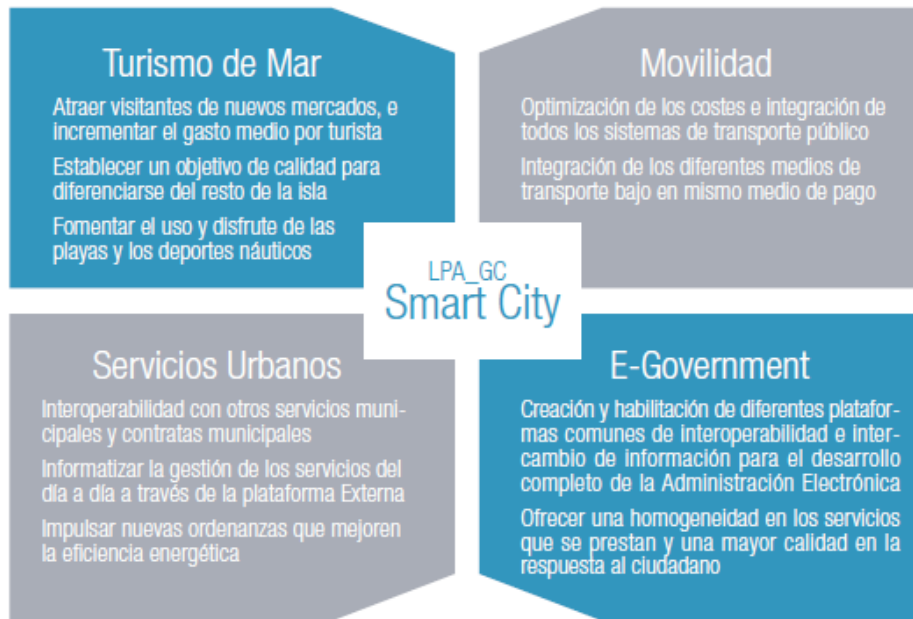 Turismo de Mar
Atraer visitantes de nuevos mercados, e
incrementar el gasto medio por turista
Establecer un objetivo de calidad para
diferenciarse del resto de la isla
Fomentar el uso y disfrute de las
playas y los deportes náuticos
Movilidad
Optimización de los costes e integración de
todos los sistemas de transporte público
Integración de los diferentes medios de
transporte bajo en mismo medio de pago
LPA_GC
Smart City
Servicios Urbanos
Interoperabilidad con otros servicios muni-
cipales y contratas municipales
Informatizar la gestión de los servicios del
día a día a través de la plataforma Externa
Impulsar nuevas ordenanzas que mejoren
la eficiencia energética
E-Government
Creación y habilitación de diferentes platafor-
mas comunes de interoperabilidad e inter-
cambio de información para el desarrollo
completo de la Administración Electrónica
Ofrecer una homogeneidad en los servicios
que se prestan y una mayor calidad en la
respuesta al ciudadano